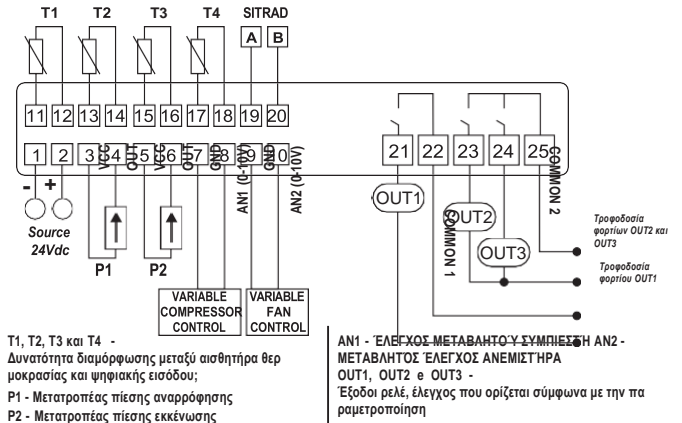 T1 T2 T3 T4 SITRAD
A B
11 12 13 14 15 16 17 18 19 20
1 2 3 4 5 6 7 8 9 0
VCC
OUT
VCC
OUT
GND
AN1 (0-10V)
GND
AN2 (0-10V)
- +
Source
24Vdc
P1 P2
VARIABLE
COMPRESSOR
CONTROL
VARIABLE
FAN
CONTROL
21 22 23 24 25
OUT1
OUT2
OUT3
COMMON 1
COMMON 2
Τροφοδοσία
φορτίων OUT2 και
OUT3
Τροφοδοσία
φορτίου OUT1
T1, T2, T3 και T4 -
Δυνατότητα διαμόρφωσης μεταξύ αισθητήρα θερ
μοκρασίας και ψηφιακής εισόδου;
P1 - Μετατροπέας πίεσης αναρρόφησης
P2 - Μετατροπέας πίεσης εκκένωσης
AN1 - ΈΛΕΓΧΟΣ ΜΕΤΑΒΛΗΤΟΎ ΣΥΜΠΙΕΣΤΉ AN2 -
ΜΕΤΑΒΛΗΤΌΣ ΈΛΕΓΧΟΣ ΑΝΕΜΙΣΤΉΡΑ
OUT1, OUT2 e OUT3 -
Έξοδοι ρελέ, έλεγχος που ορίζεται σύμφωνα με την πα
ραμετροποίηση